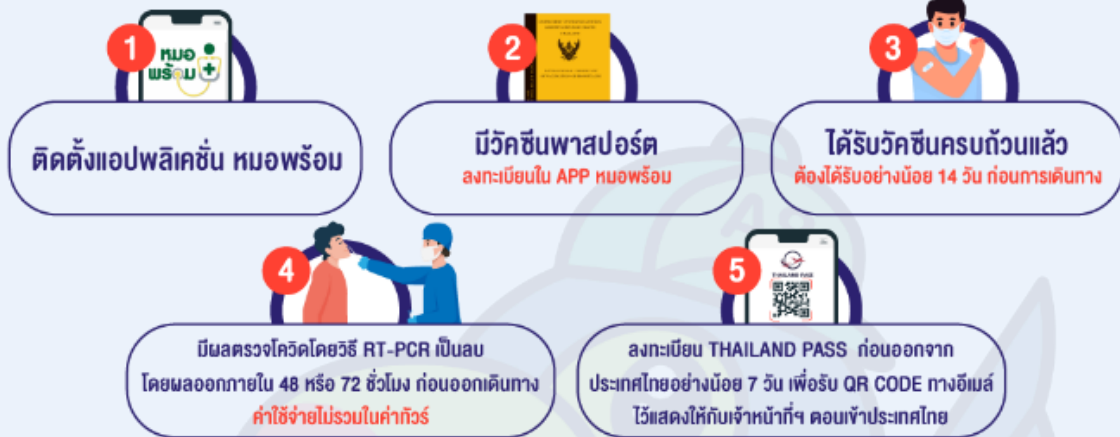 1
หมอ
พร้อม
ติดตั้งแอปพลิเคชั่น หมอพร้อม
2
มีวัคซีนพาสปอร์ต
ลงทะเบียนใน APP หมอพร้อม
3
ได้รับวัคซีนครบถ้วนแล้ว
ต้องได้รับอย่างน้อย 14 วัน ก่อนการเดินทาง
4
มีผลตรวจโควิดโดยวิธี RT-PCR เป็นลบ
โดยผลออกภายใน 48 หรือ 72 ชั่วโมง ก่อนออกเดินทาง
ค่าใช้จ่ายไม่รวมในค่าทัวร์
5
THAILAND PASS
ลงทะเบียน THAILAND PASS ก่อนออกจาก
ประเทศไทยอย่างน้อย 7 วัน เพื่อรับ QR CODE ทางอีเมล์
ไว้แสดงให้กับเจ้าหน้าที่ฯ ตอนเข้าประเทศไทย